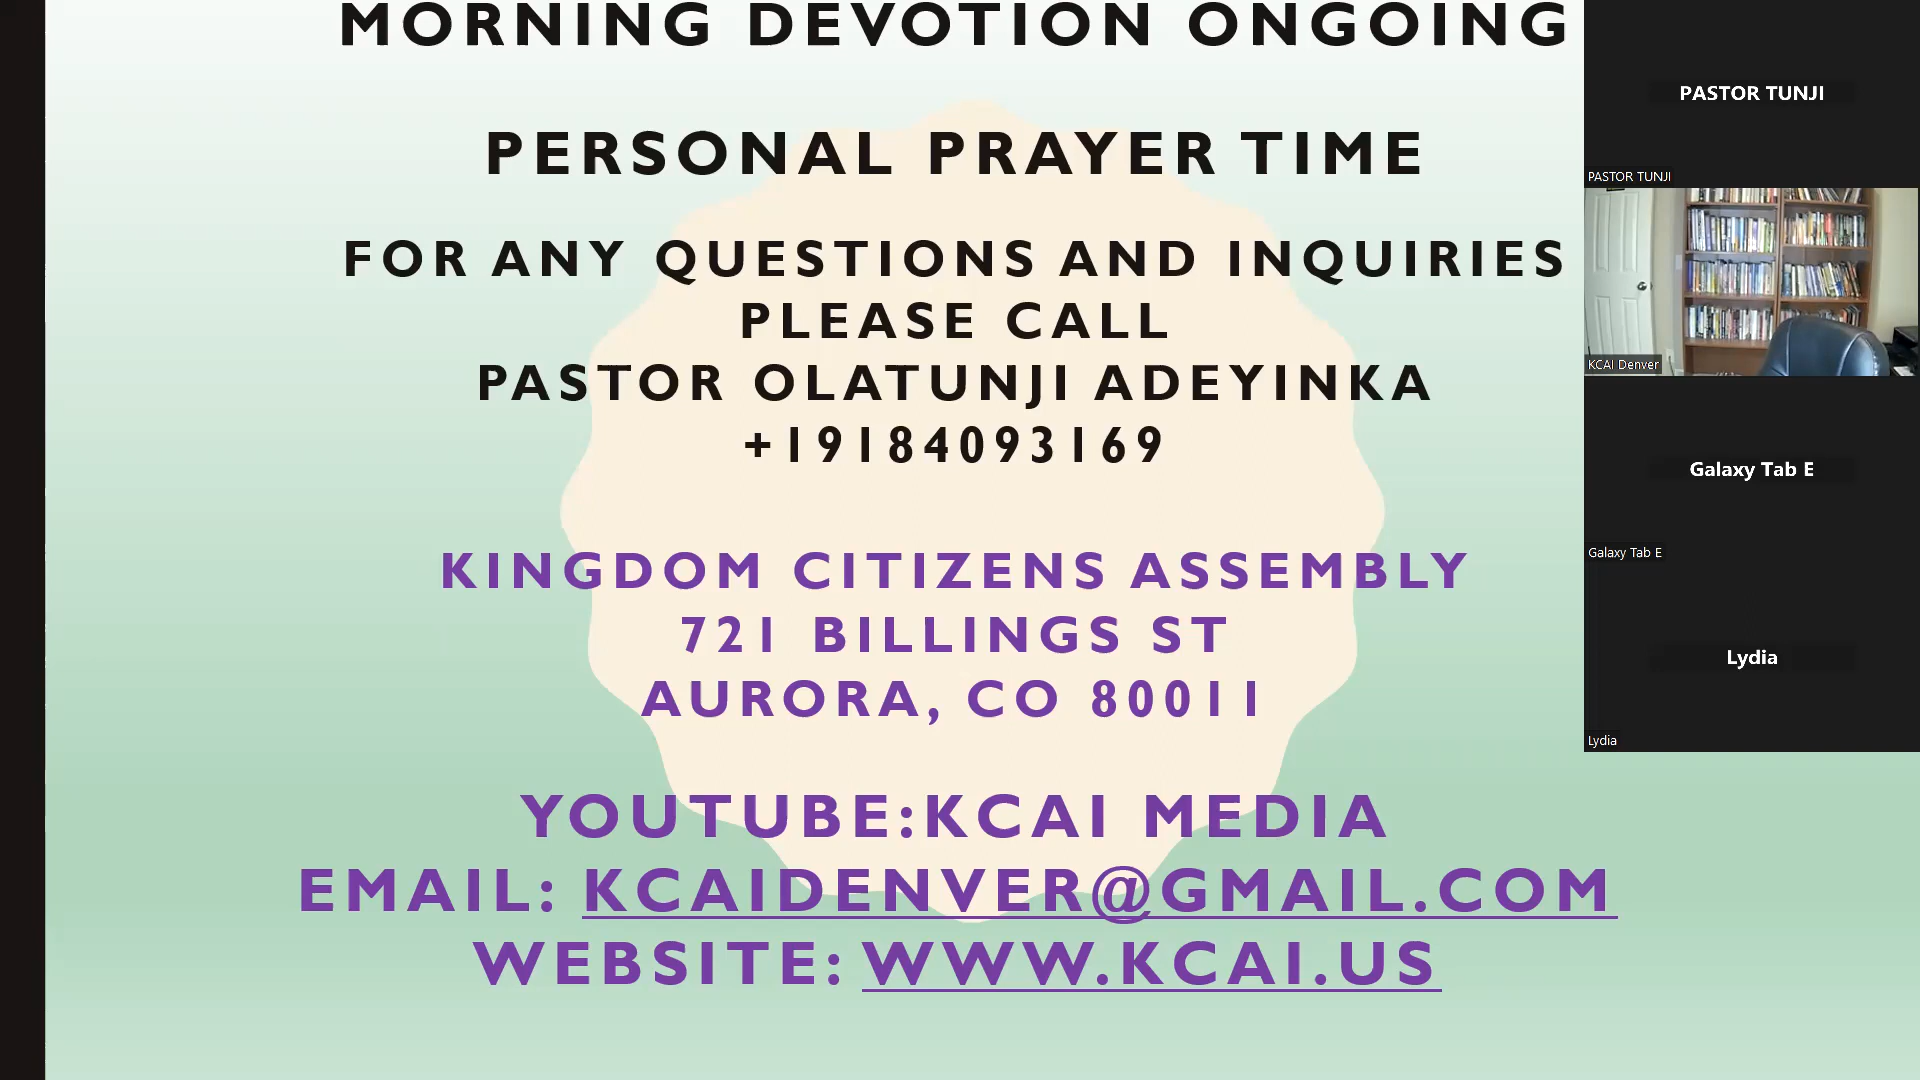 MORNING DEVOTION ONGOING
PERSONAL PRAYER TIME
FOR ANY QUESTIONS AND INQUIRIES
PLEASE CALL
PASTOR OLATUNJI ADEYINKA
+19184093169
KINGDOM CITIZENS ASSEMBLY
721 BILLINGS ST
AURORA, CO 80011
YOUTUBE:KCAI MEDIA
EMAIL: KCAIDENVER@GMAIL.COM
WEBSITE: WWW.KCAI.US
PASTOR TUNJI
PASTOR TUNJI
KCAI Denver
Galaxy Tab E
Galaxy Tab E
Lydia
Lydia